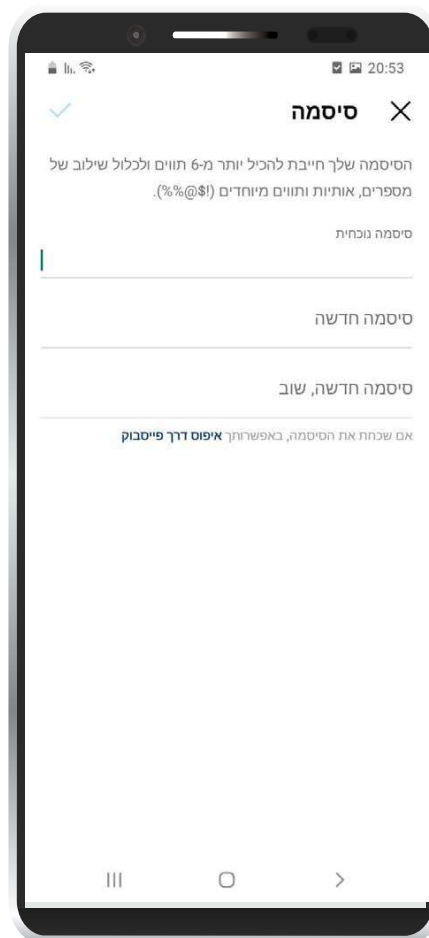 20:53
סיסמה
הסיסמה שלך חייבת להכיל יותר מ-6 תווים ולכלול שילוב של
מספרים, אותיות ותווים מיוחדים (!$@%%).
סיסמה נוכחית
סיסמה חדשה
סיסמה חדשה, שוב
אם שכחת את הסיסמה, באפשרותך איפוס דרך פייסבוק